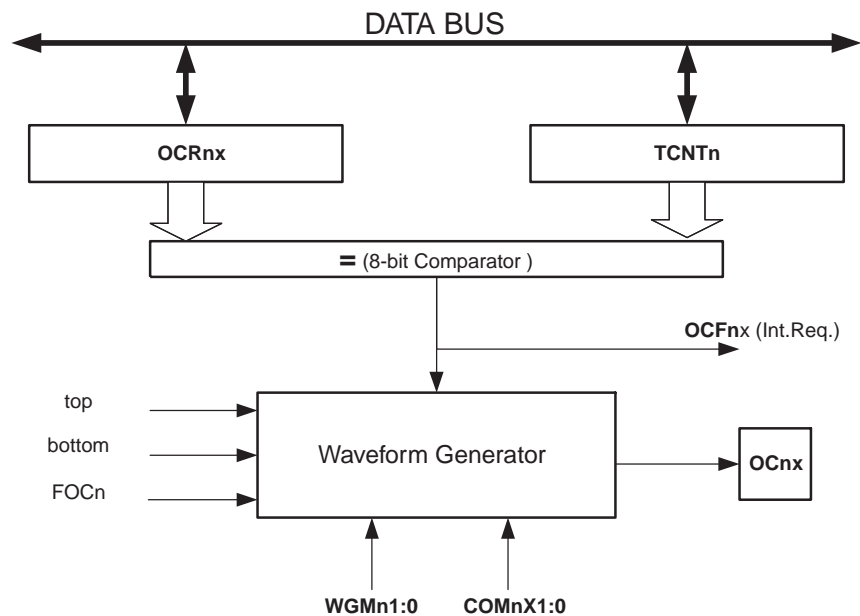 DATA BUS
OCRnx
TCNTn
= (8-bit Comparator )
OCFnx (Int.Req.)
top
bottom
FOCn
Waveform Generator
OCnx
WGMn1:0
COMnX1:0